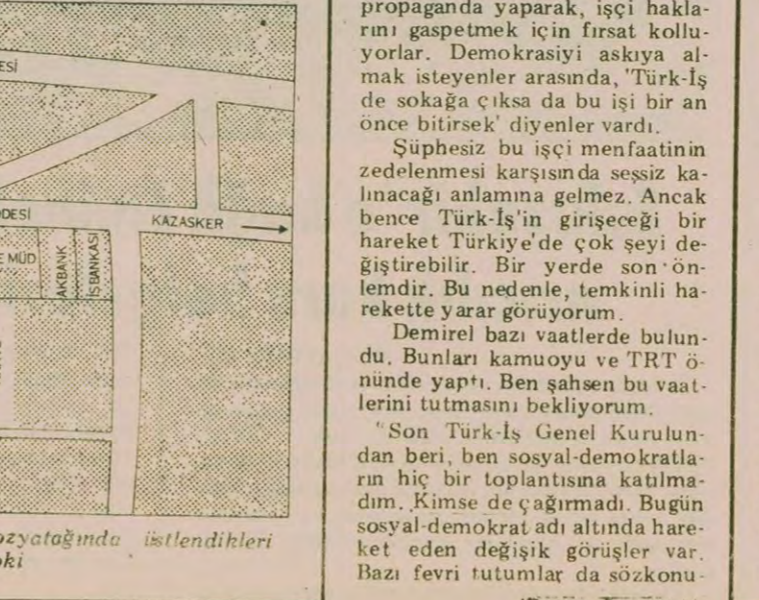 ESİ
DESİ
KAZASKER
E MÜD
AKBANK
İŞBANKASI
ozyatağında üstlendikleri
propaganda yaparak, işçi hakla-
rını gaspetmek için fırsat kollu-
yorlar. Demokrasiyi askıya al-
mak isteyenler arasında, 'Türk-İş
de sokağa çıksa da bu işi bir an
önce bitirsek' diyenler vardı.
Şüphesiz bu işçi menfaatinin
zedelenmesi karşısında sessiz ka-
lınacağı anlamına gelmez. Ancak
bence Türk-İş'in girişeceği bir
hareket Türkiye'de çok şeyi de-
ğiştirebilir. Bir yerde son önlemdir.
lemdir. Bu nedenle, temkinli ha-
rekette yarar görüyorum.
Demirel bazı vaatlerde bulun-
du. Bunları kamuoyu ve TRT ö-
nünde yaptı. Ben şahsen bu vaat-
lerini tutmasını bekliyorum.
"Son Türk-İş Genel Kurulun-
dan beri, ben sosyal-demokratla-
rın hiç bir toplantısına katılma-
dım. Kimse de çağırmadı. Bugün
sosyal-demokrat adı altında hare-
ket eden değişik görüşler var.
Bazı fevri tutumlar da sözkonu-